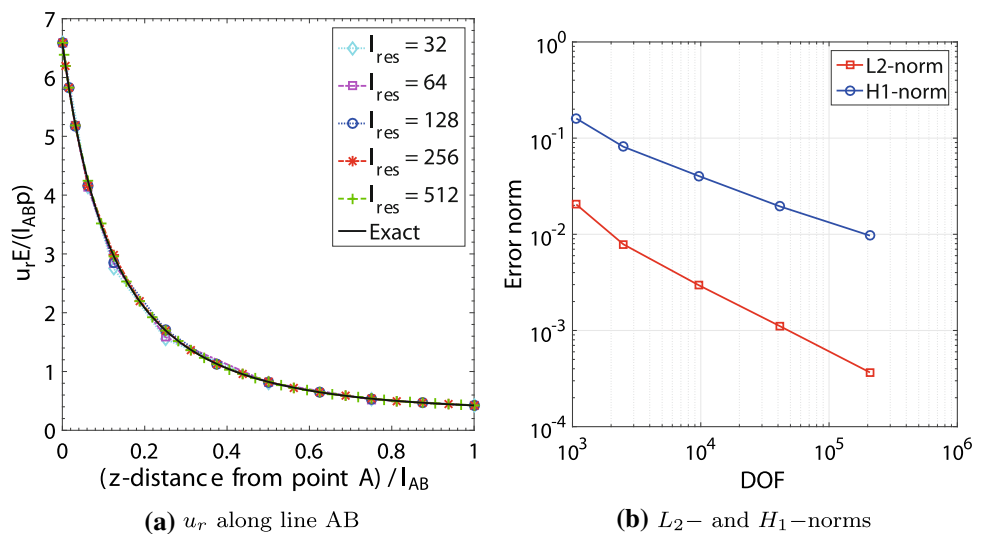 7
6
5
4
3
2
1
0
u_rE/(l_ABp)
0
0.2
0.4
0.6
0.8
1
(z-distance from point A) / l_AB
l_res = 32
l_res = 64
l_res = 128
l_res = 256
l_res = 512
Exact
(a) u_r along line AB
10^0
10^-1
10^-2
10^-3
10^-4
Error norm
10^3
10^4
10^5
10^6
DOF
L2-norm
H1-norm
(b) L_2− and H_1−norms